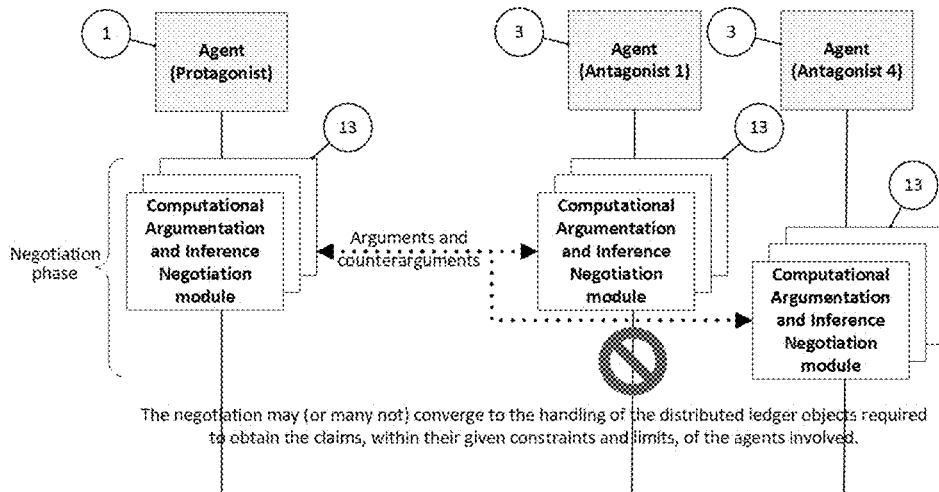 1
3
3
Agent
(Protagonist)
Agent
(Antagonist 1)
Agent
(Antagonist 4)
13
13
13
Negotiation
phase
Computational
Argumentation
and Inference
Negotiation
module
Arguments and
counterarguments
Computational
Argumentation
and Inference
Negotiation
module
Computational
Argumentation
and Inference
Negotiation
module
The negotiation may (or many not) converge to the handling of the distributed ledger objects required
to obtain the claims, within their given constraints and limits, of the agents involved.